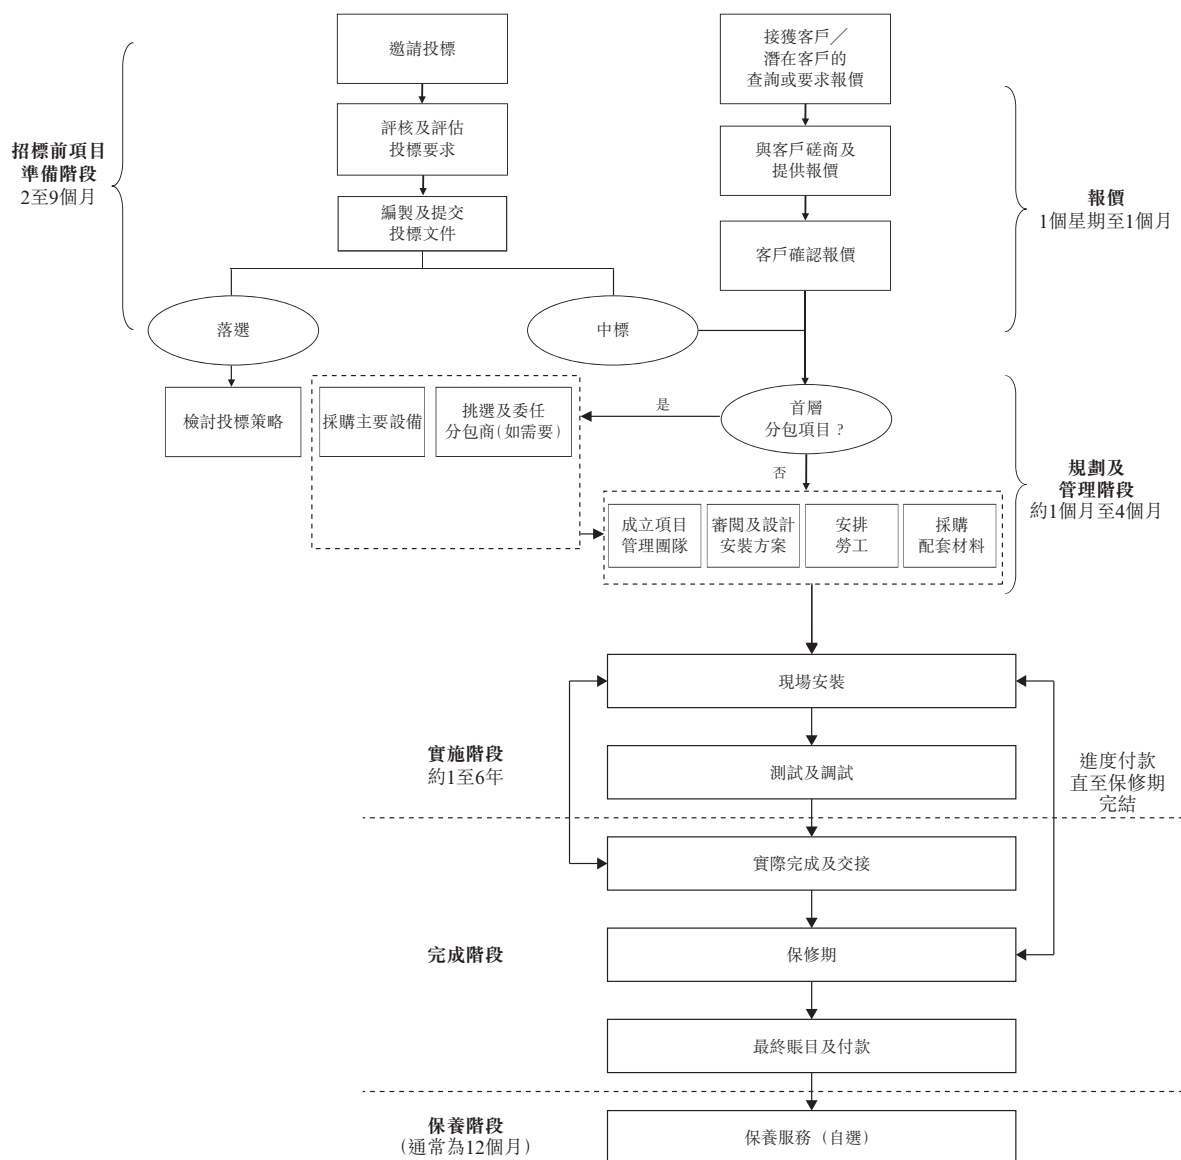 邀請投標
接獲客戶／
潛在客戶的
查詢或要求報價
評核及評估
投標要求
招標前項目
準備階段
2至9個月
與客戶磋商及
提供報價
報價
1個星期至1個月
編製及提交
投標文件
客戶確認報價
落選
中標
檢討投標策略
採購主要設備
挑選及委任
分包商（如需要）
是
首層
分包項目？
否
規劃及
管理階段
約1個月至4個月
成立項目
管理團隊
審閱及設計
安裝方案
安排
勞工
採購
配套材料
現場安裝
實施階段
約1至6年
測試及調試
進度付款
直至保修期
完結
實際完成及交接
完成階段
保修期
最終賬目及付款
保養階段
（通常為12個月）
保養服務（自選）